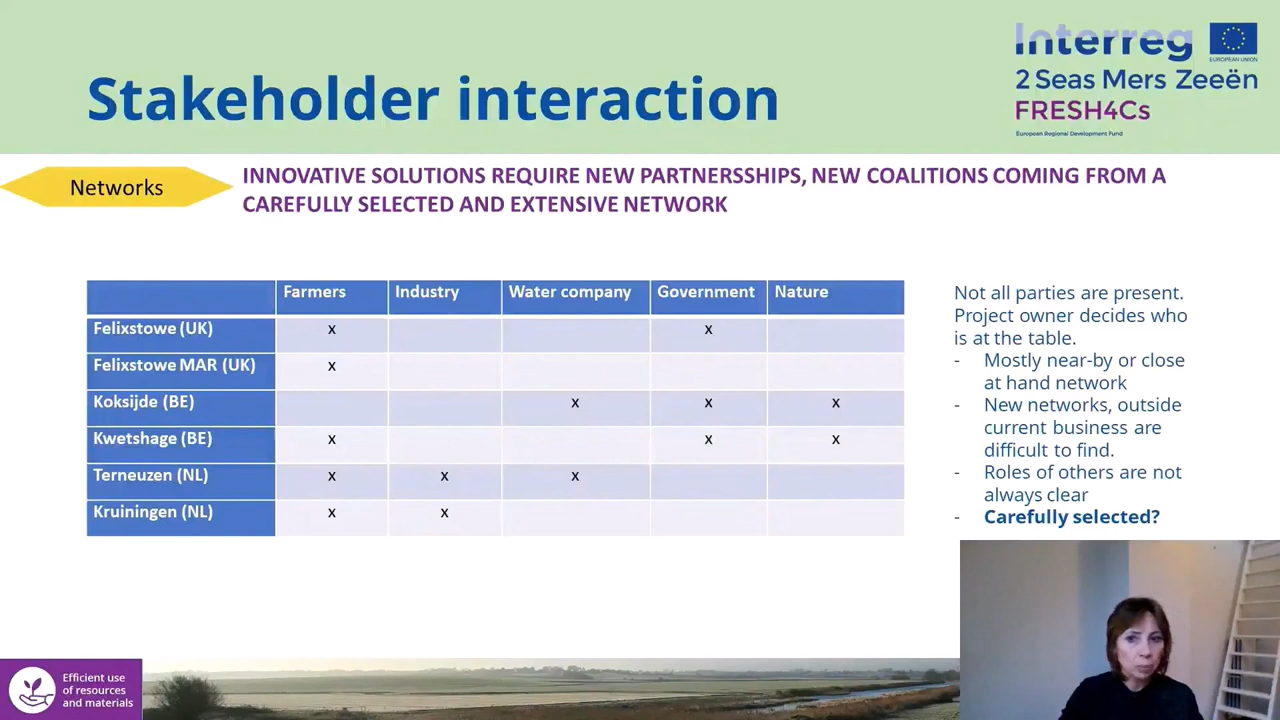 Stakeholder interaction
Interreg
EUROPEAN UNION
2 Seas Mers Zeeën
FRESH4Cs
European Regional Development Fund
Networks
INNOVATIVE SOLUTIONS REQUIRE NEW PARTNERSSHIPS, NEW COALITIONS COMING FROM A
CAREFULLY SELECTED AND EXTENSIVE NETWORK
Farmers Industry Water company Government Nature
Felixstowe (UK) x x
Felixstowe MAR (UK) x
Koksijde (BE) x x x
Kwetshage (BE) x x x
Terneuzen (NL) x x x
Kruiningen (NL) x x
Not all parties are present.
Project owner decides who
is at the table.
- Mostly near-by or close
at hand network
- New networks, outside
current business are
difficult to find.
- Roles of others are not
always clear
- Carefully selected?
Efficient use
of resources
and materials